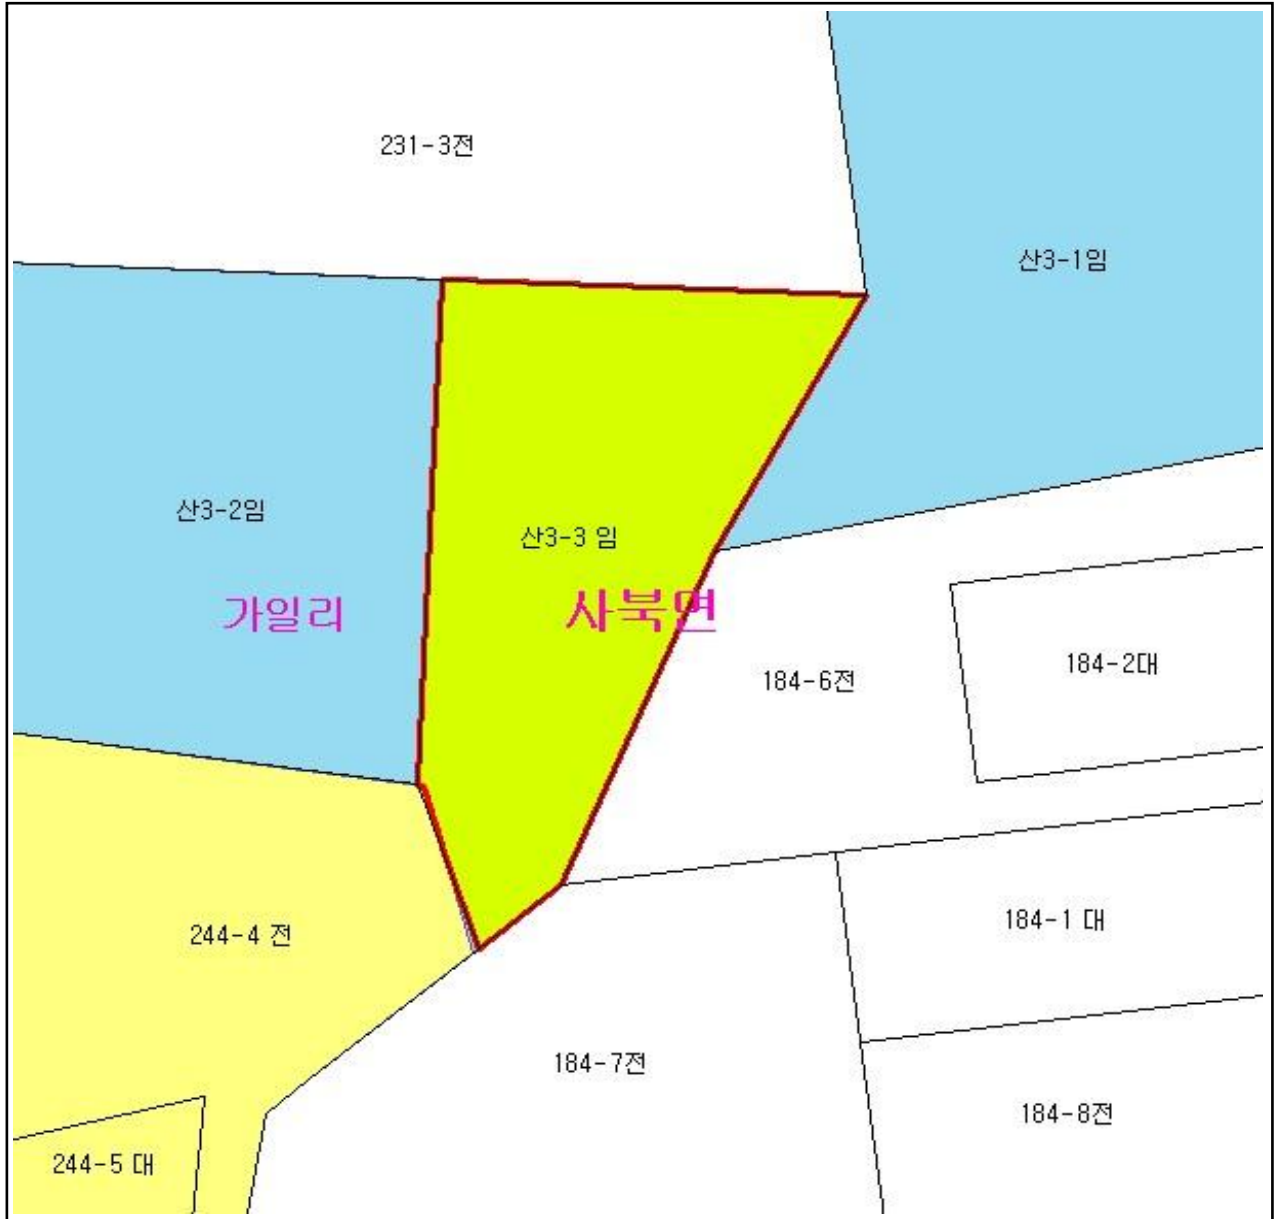 231-3전
산3-1임
산3-2임
산3-3 임
가일리
사북면
184-2대
184-6전
184-1 대
244-4 전
184-7전
184-8전
244-5 대